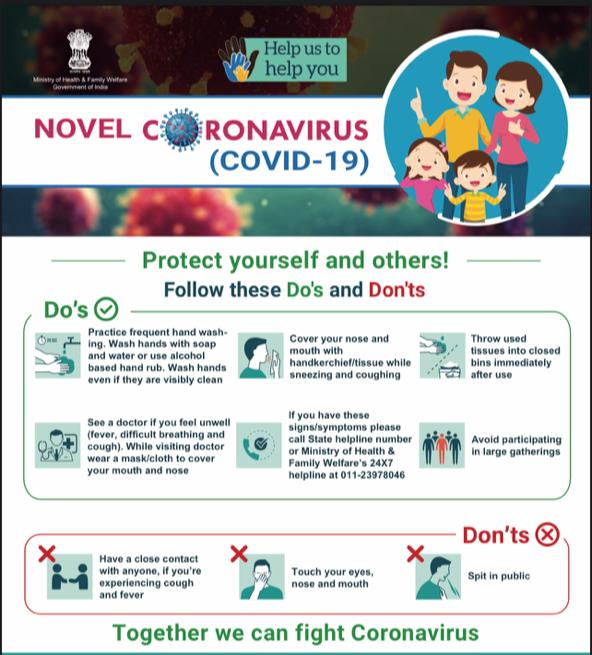 Help us to
help you
Ministry of Health & Family Welfare
Government of India
NOVEL CORONAVIRUS
(COVID-19)
Protect yourself and others!
Follow these Do's and Don'ts
Do's
Practice frequent hand wash-
ing. Wash hands with soap
and water or use alcohol
based hand rub. Wash hands
even if they are visibly clean
Cover your nose and
mouth with
handkerchief/tissue while
sneezing and coughing
Throw used
tissues into closed
bins immediately
after use
See a doctor if you feel unwell
(fever, difficult breathing and
cough). While visiting doctor
wear a mask/cloth to cover
your mouth and nose
If you have these
signs/symptoms please
call State helpline number
or Ministry of Health &
Family Welfare's 24X7
helpline at 011-23978046
Avoid participating
in large gatherings
Don'ts
Have a close contact
with anyone, if you're
experiencing cough
and fever
Touch your eyes,
nose and mouth
Spit in public
Together we can fight Coronavirus